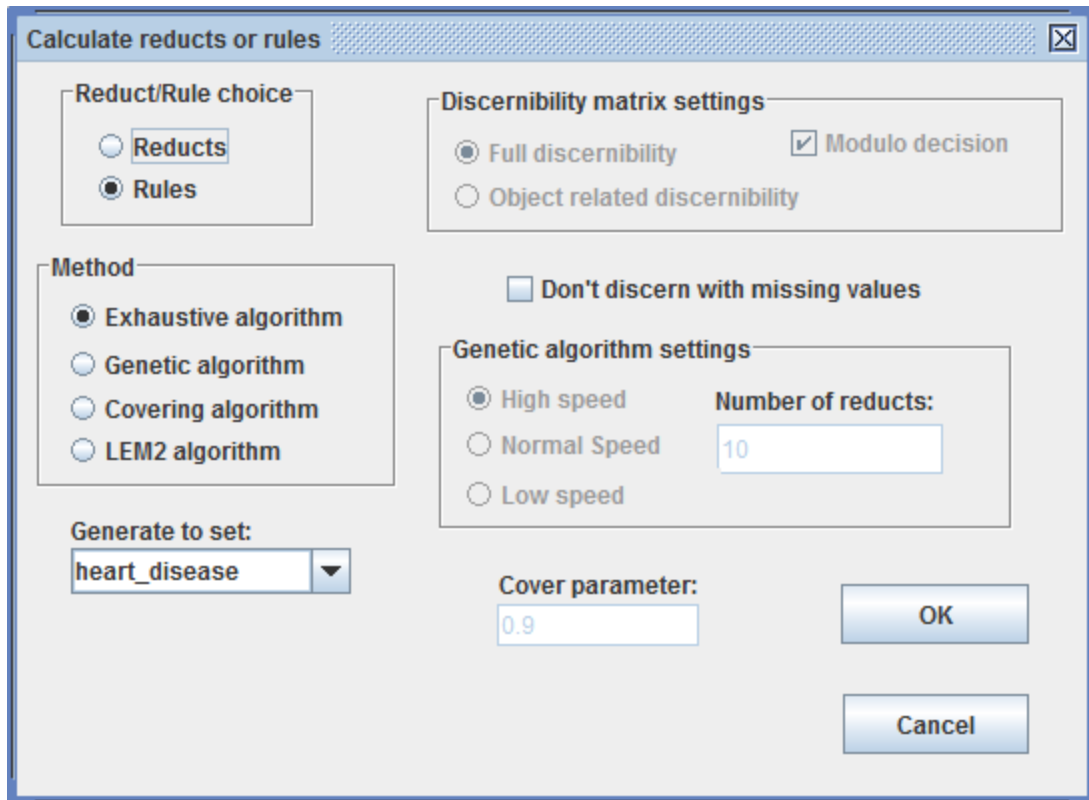 Calculate reducts or rules
Reduct/Rule choice
Reducts
Rules
Discernibility matrix settings
Full discernibility
Modulo decision
Object related discernibility
Method
Exhaustive algorithm
Genetic algorithm
Covering algorithm
LEM2 algorithm
Don't discern with missing values
Genetic algorithm settings
High speed
Normal Speed
Low speed
Number of reducts:
10
Generate to set:
heart_disease
Cover parameter:
0.9
OK
Cancel